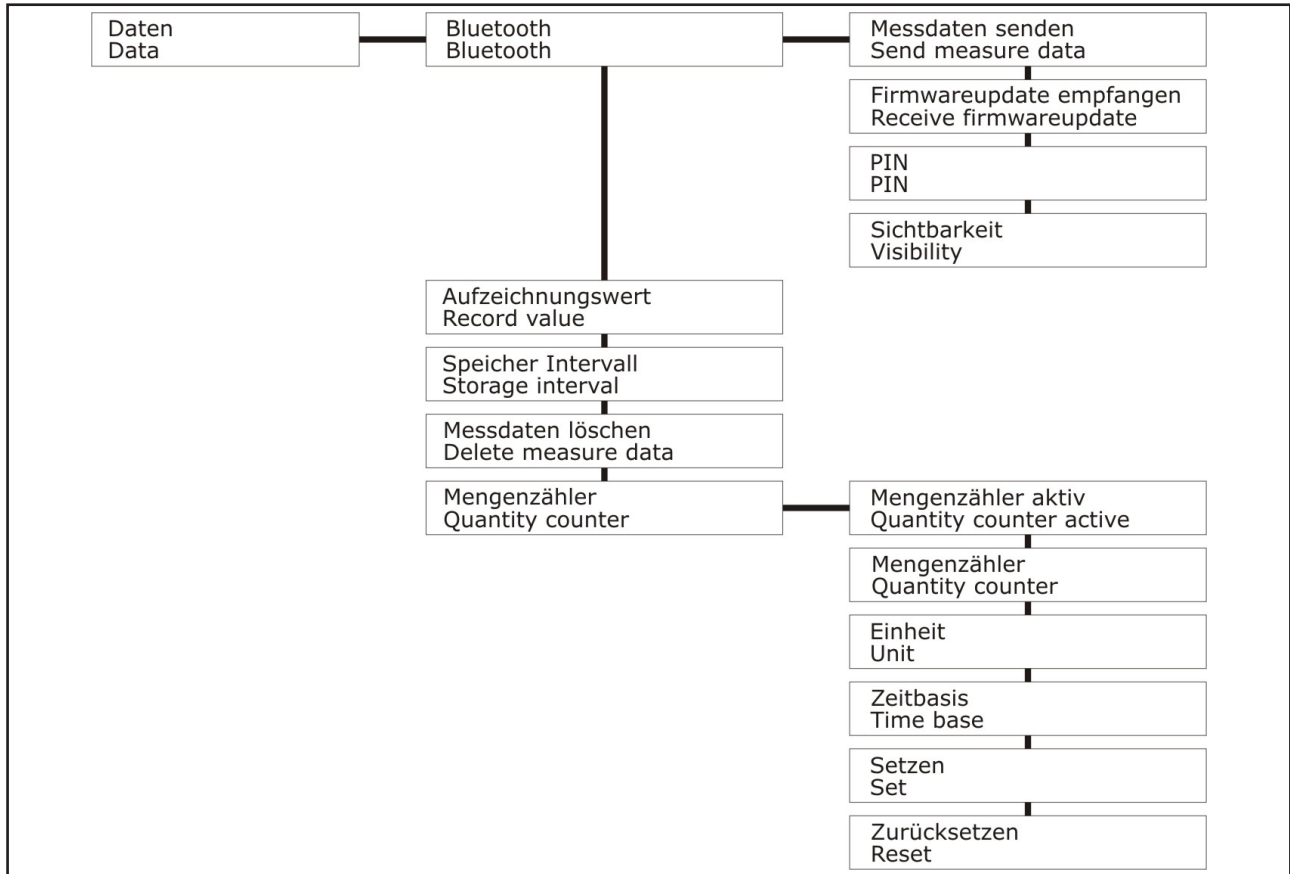 Daten
Data
Bluetooth
Bluetooth
Messdaten senden
Send measure data
Firmwareupdate empfangen
Receive firmwareupdate
PIN
PIN
Sichtbarkeit
Visibility
Aufzeichnungswert
Record value
Speicher Intervall
Storage interval
Messdaten löschen
Delete measure data
Mengenzähler
Quantity counter
Mengenzähler aktiv
Quantity counter active
Mengenzähler
Quantity counter
Einheit
Unit
Zeitbasis
Time base
Setzen
Set
Zurücksetzen
Reset